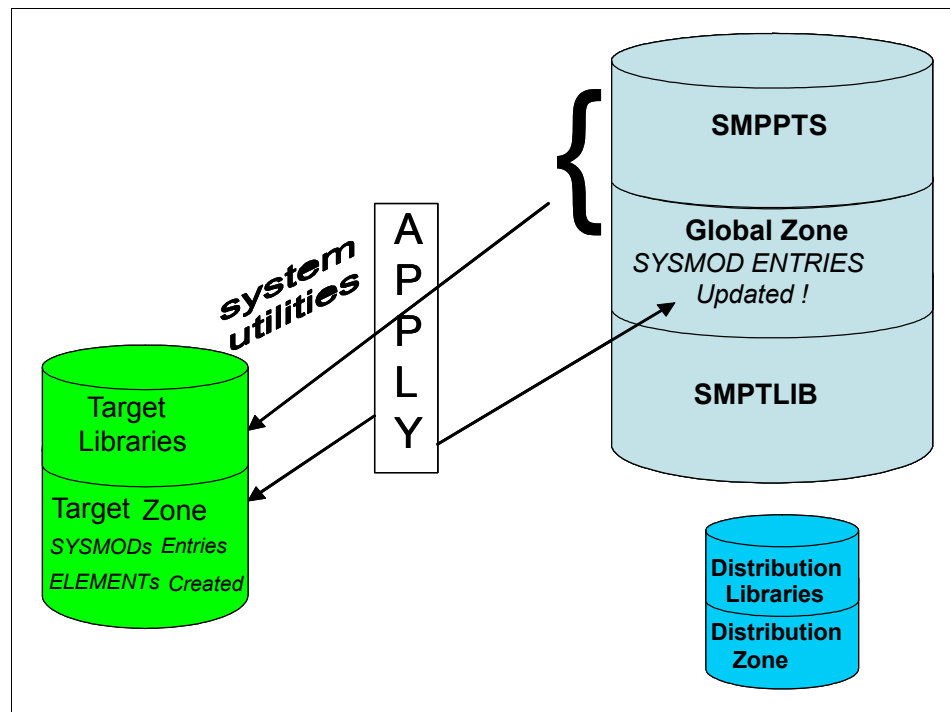 SMPPTS
Global Zone
SYSMOD ENTRIES
Updated !
SMPTLIB
{
A
P
P
L
Y
system
utilities
Target
Libraries
Target Zone
SYSMODs Entries
ELEMENTs Created
Distribution
Libraries
Distribution
Zone